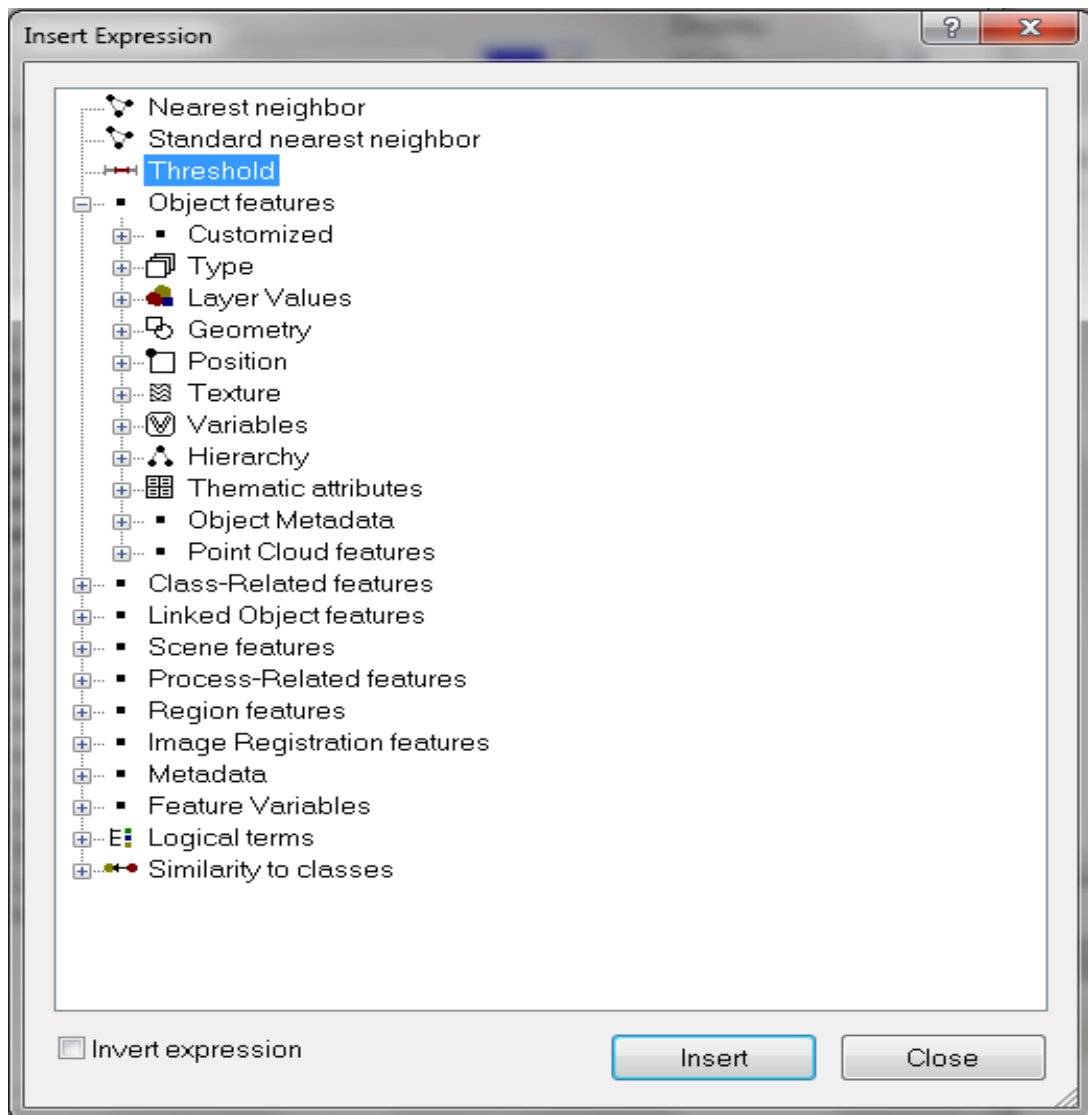 Insert Expression
Nearest neighbor
Standard nearest neighbor
Threshold
Object features
Customized
Type
Layer Values
Geometry
Position
Texture
Variables
Hierarchy
Thematic attributes
Object Metadata
Point Cloud features
Class-Related features
Linked Object features
Scene features
Process-Related features
Region features
Image Registration features
Metadata
Feature Variables
Logical terms
Similarity to classes
Invert expression
Insert
Close